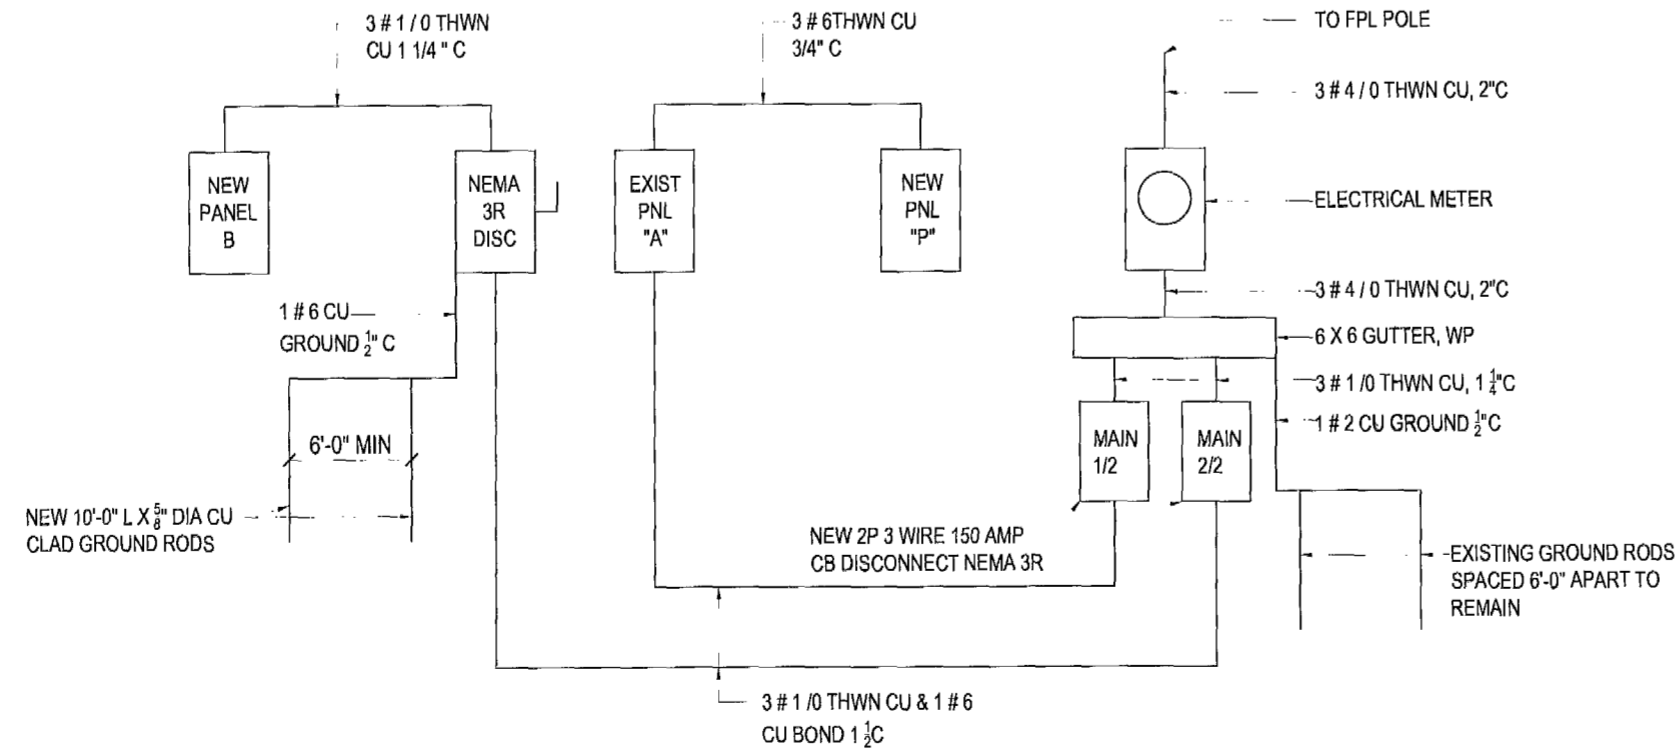 3 # 1 / 0 THWN
CU 1 1/4 " C
3 # 6THWN CU
3/4" C
TO FPL POLE
3 # 4 / 0 THWN CU, 2"C
NEW
PANEL
B
NEMA
3R
DISC
EXIST
PNL
"A"
NEW
PNL
"P"
ELECTRICAL METER
3 # 4 / 0 THWN CU, 2"C
1 # 6 CU
GROUND ½" C
6 X 6 GUTTER, WP
3 # 1 /0 THWN CU, 1 ¼"C
1 # 2 CU GROUND ½"C
MAIN
1/2
MAIN
2/2
6'-0" MIN
NEW 10'-0" L X ⅝" DIA CU
CLAD GROUND RODS
NEW 2P 3 WIRE 150 AMP
CB DISCONNECT NEMA 3R
EXISTING GROUND RODS
SPACED 6'-0" APART TO
REMAIN
3 # 1 /0 THWN CU & 1 # 6
CU BOND 1 ½C